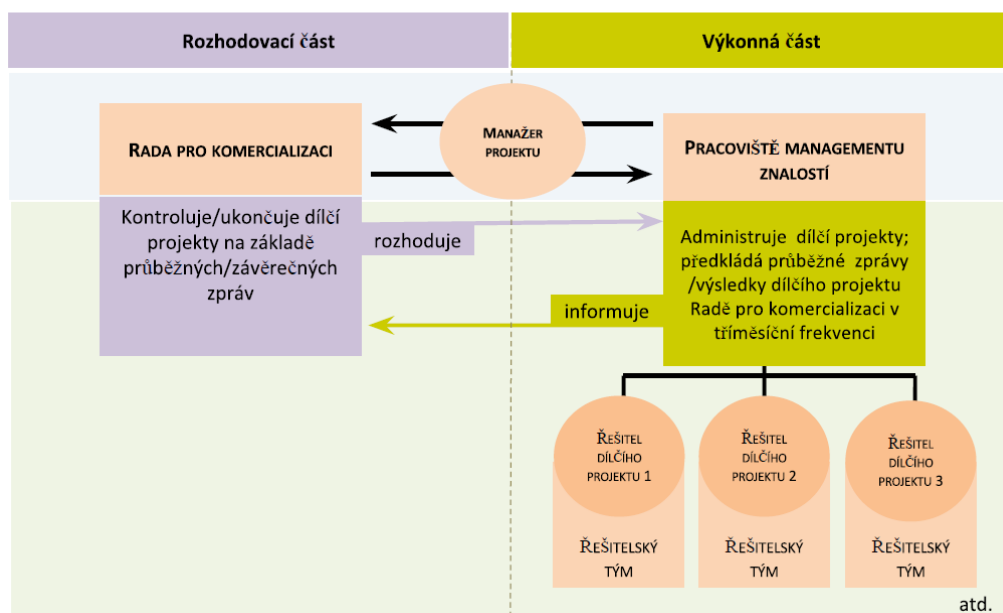 Rozhodovací část
Výkonná část
RADA PRO KOMERCIALIZACI
MANAŽER
PROJEKTU
PRACOVIŠTĚ MANAGEMENTU
ZNALOSTÍ
Kontroluje/ukončuje dílčí
projekty na základě
průběžných/závěrečných
zpráv
rozhoduje
informuje
Administruje dílčí projekty;
předkládá průběžné zprávy
/výsledky dílčího projektu
Radě pro komercializaci v
tříměsíční frekvenci
ŘEŠITEL
DÍLČÍHO
PROJEKTU 1
ŘEŠITELSKÝ
TÝM
ŘEŠITEL
DÍLČÍHO
PROJEKTU 2
ŘEŠITELSKÝ
TÝM
ŘEŠITEL
DÍLČÍHO
PROJEKTU 3
ŘEŠITELSKÝ
TÝM
atd.